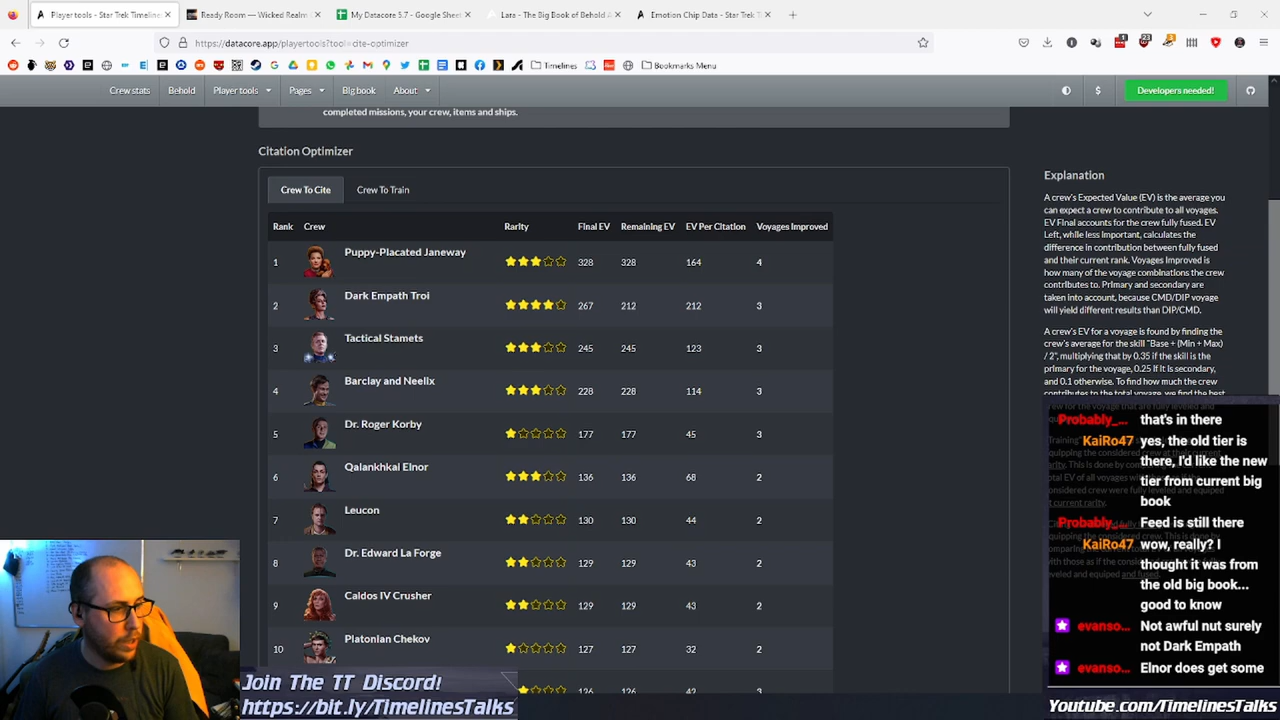 Player tools - Star Trek Timeline
Ready Room — Wicked Realm
My Datacore 5.7 - Google Sheet
Lara - The Big Book of Behold A
Emotion Chip Data - Star Trek T
https://datacore.app/playertools?tool=cite-optimizer
Timelines
Bookmarks Menu
Crew stats
Behold
Player tools
Pages
Big book
About
$
Developers needed!
completed missions, your crew, items and ships.
Citation Optimizer
Crew To Cite
Crew To Train
Rank Crew Rarity Final EV Remaining EV EV Per Citation Voyages Improved
1 Puppy-Placated Janeway 328 328 164 4
2 Dark Empath Troi 267 212 212 3
3 Tactical Stamets 245 245 123 3
4 Barclay and Neelix 228 228 114 3
5 177 177 45 3
6 Qalankhkai Elnor 136 136 68 2
7 130 130 44 2
8 Dr. Edward La Forge 129 129 43 2
9 Caldos IV Crusher 129 129 43 2
10 Platonian Chekov 127 127 32 2
126 126 42 3
Explanation
A crew's Expected Value (EV) is the average you
can expect a crew to contribute to all voyages.
EV Final accounts for the crew fully fused. EV
Left, while less important, calculates the
difference in contribution between fully fused
and their current rank. Voyages Improved is
how many of the voyage combinations the crew
contributes to. Primary and secondary are
taken into account, because CMD/DIP voyage
will yield different results than DIP/CMD.
A crew's EV for a voyage is found by finding the
crew's average for the skill "Base + (Min + Max)
/ 2", multiplying that by 0.35 if the skill is the
primary for the voyage, 0.25 if it is secondary,
and 0.1 otherwise. To find how much the crew
contributes to the total voyage, we find the best
Probably_... that's in there
KaiRo47 yes, the old tier is
there, I'd like the new
tier from current big
book
Probably_... Feed is still there
KaiRo47 wow, really? I
thought it was from
the old big book...
good to know
evanso... Not awful nut surely
not Dark Empath
evanso... Elnor does get some
Join The TT Discord!
https://bit.ly/TimelinesTalks
Youtube.com/TimelinesTalks